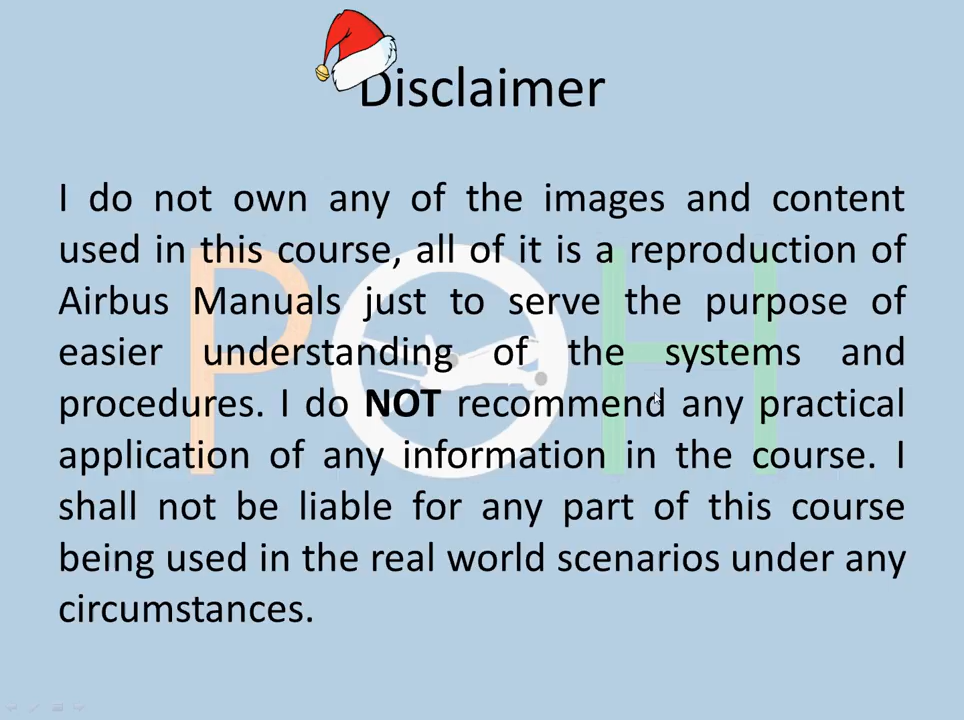 Disclaimer
I do not own any of the images and content
used in this course, all of it is a reproduction of
Airbus Manuals just to serve the purpose of
easier understanding of the systems and
procedures. I do NOT recommend any practical
application of any information in the course. I
shall not be liable for any part of this course
being used in the real world scenarios under any
circumstances.
POH